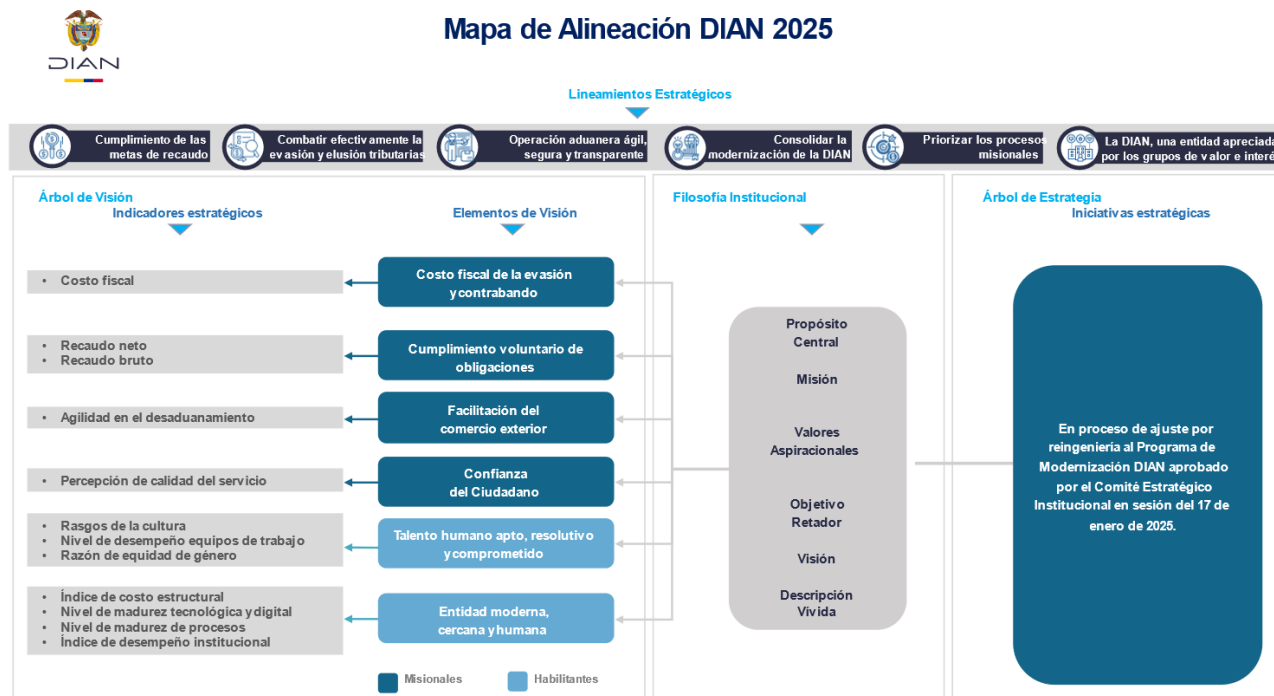 DIAN
Mapa de Alineación DIAN 2025
Lineamientos Estratégicos
Cumplimiento de las
metas de recaudo
Combatir efectivamente la
evasión y elusión tributarias
Operación aduanera ágil,
segura y transparente
Consolidar la
modernización de la DIAN
Priorizar los procesos
misionales
La DIAN, una entidad apreciada
por los grupos de valor e interé
Árbol de Visión
Indicadores estratégicos
Elementos de Visión
Filosofía Institucional
Árbol de Estrategia
Iniciativas estratégicas
• Costo fiscal
Costo fiscal de la evasión
y contrabando
• Recaudo neto
• Recaudo bruto
Cumplimiento voluntario de
obligaciones
• Agilidad en el desaduanamiento
Facilitación del
comercio exterior
• Percepción de calidad del servicio
Confianza
del Ciudadano
• Rasgos de la cultura
• Nivel de desempeño equipos de trabajo
• Razón de equidad de género
Talento humano apto, resolutivo
y comprometido
• Índice de costo estructural
• Nivel de madurez tecnológica y digital
• Nivel de madurez de procesos
• Índice de desempeño institucional
Entidad moderna,
cercana y humana
Misionales
Habilitantes
Propósito
Central
Misión
Valores
Aspiracionales
Objetivo
Retador
Visión
Descripción
Vívida
En proceso de ajuste por
reingeniería al Programa de
Modernización DIAN aprobado
por el Comité Estratégico
Institucional en sesión del 17 de
enero de 2025.